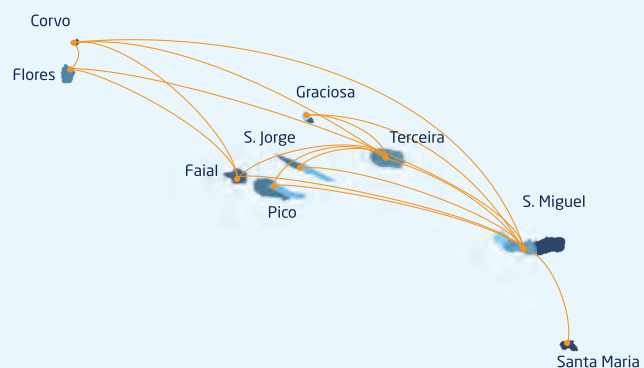 Corvo
Flores
Graciosa
S. Jorge
Terceira
Faial
Pico
S. Miguel
Santa Maria